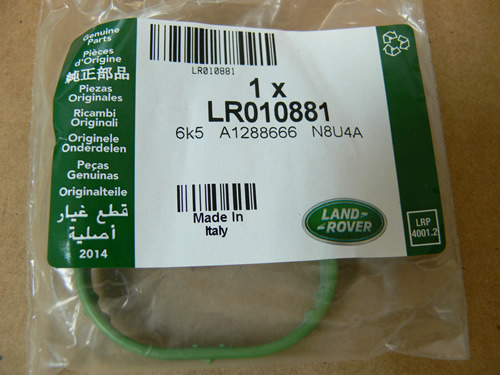 Genuine
Parts
Pièces
d'Origine
純正部品
Piezas
Originales
Ricambi
Originali
Originele
Onderdelen
Peças
Genuinas
Originalteile
قطع غيار
أصلية
2014
LR010881
1 x
LR010881
6k5 A1288666 N8U4A
Made In
Italy
LAND
ROVER
LRP
4001.2